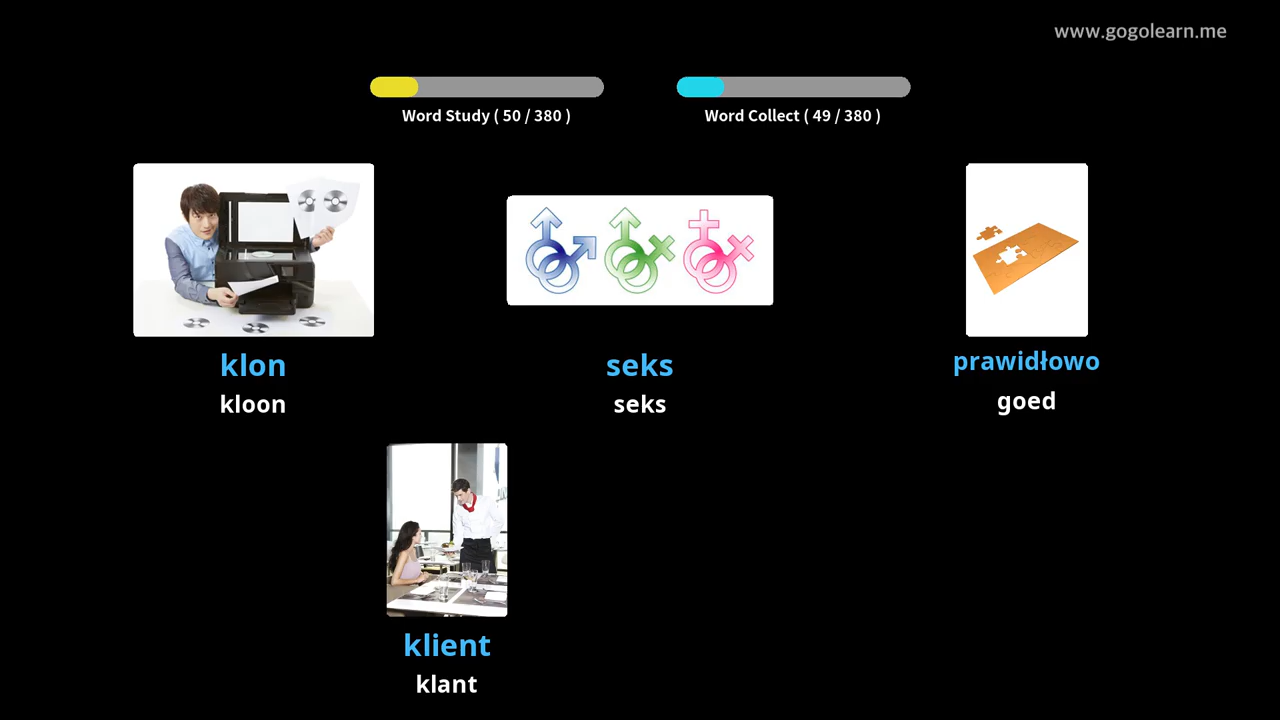 www.gogolearn.me
Word Study ( 50 / 380 )
Word Collect ( 49 / 380 )
klon
kloon
seks
seks
prawidłowo
goed
klient
klant